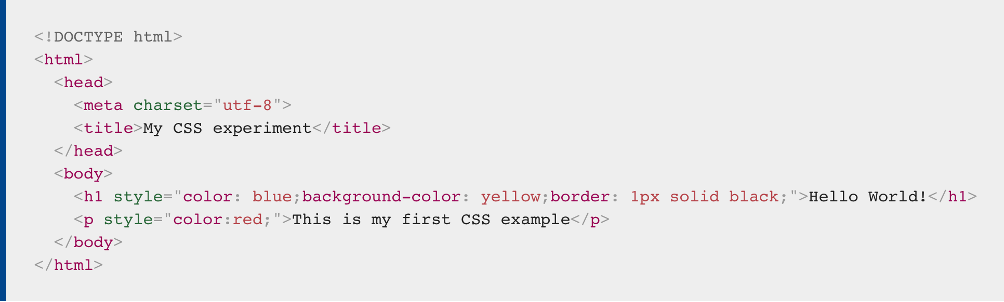 <!DOCTYPE html>
<html>
<head>
<meta charset="utf-8">
<title>My CSS experiment</title>
</head>
<body>
<h1 style="color: blue;background-color: yellow;border: 1px solid black;">Hello World!</h1>
<p style="color:red;">This is my first CSS example</p>
</body>
</html>